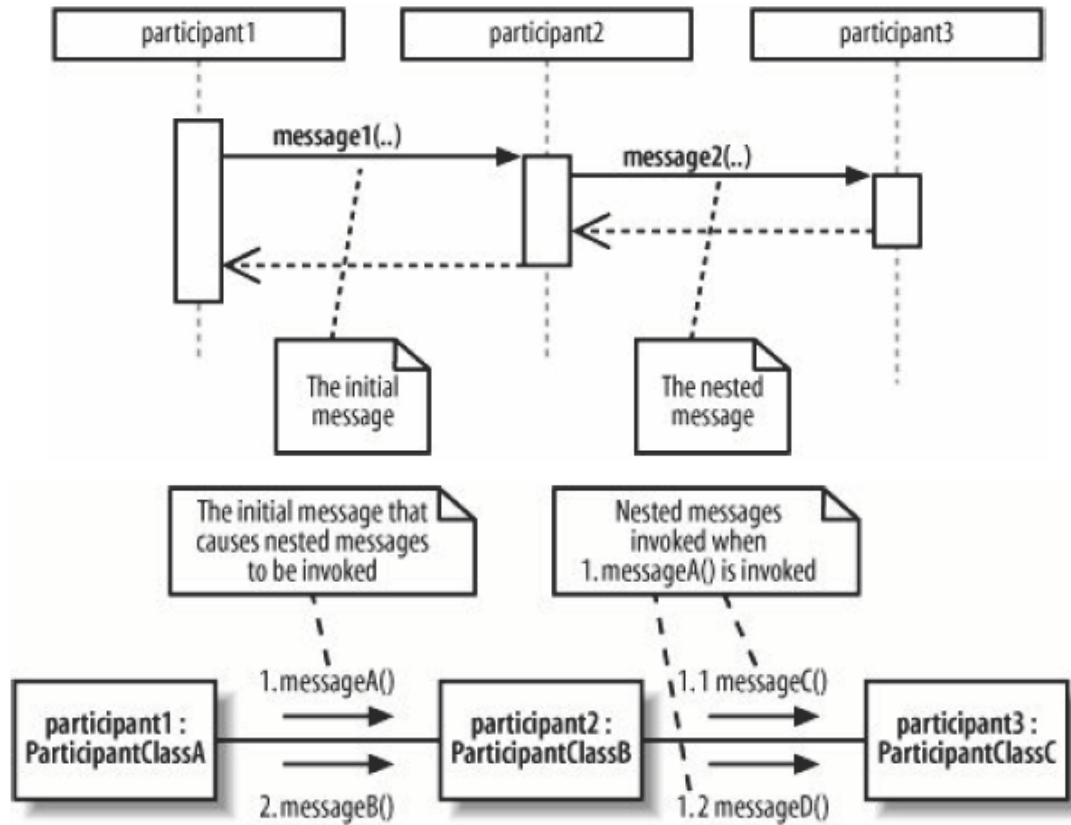 participant1
participant2
participant3
message1(..)
message2(..)
The initial
message
The nested
message
The initial message that
causes nested messages
to be invoked
Nested messages
invoked when
1. messageA() is invoked
1. messageA()
1.1 messageC()
participant1 :
ParticipantClassA
participant2 :
ParticipantClassB
participant3 :
ParticipantClassC
2. messageB()
1.2 messageD()